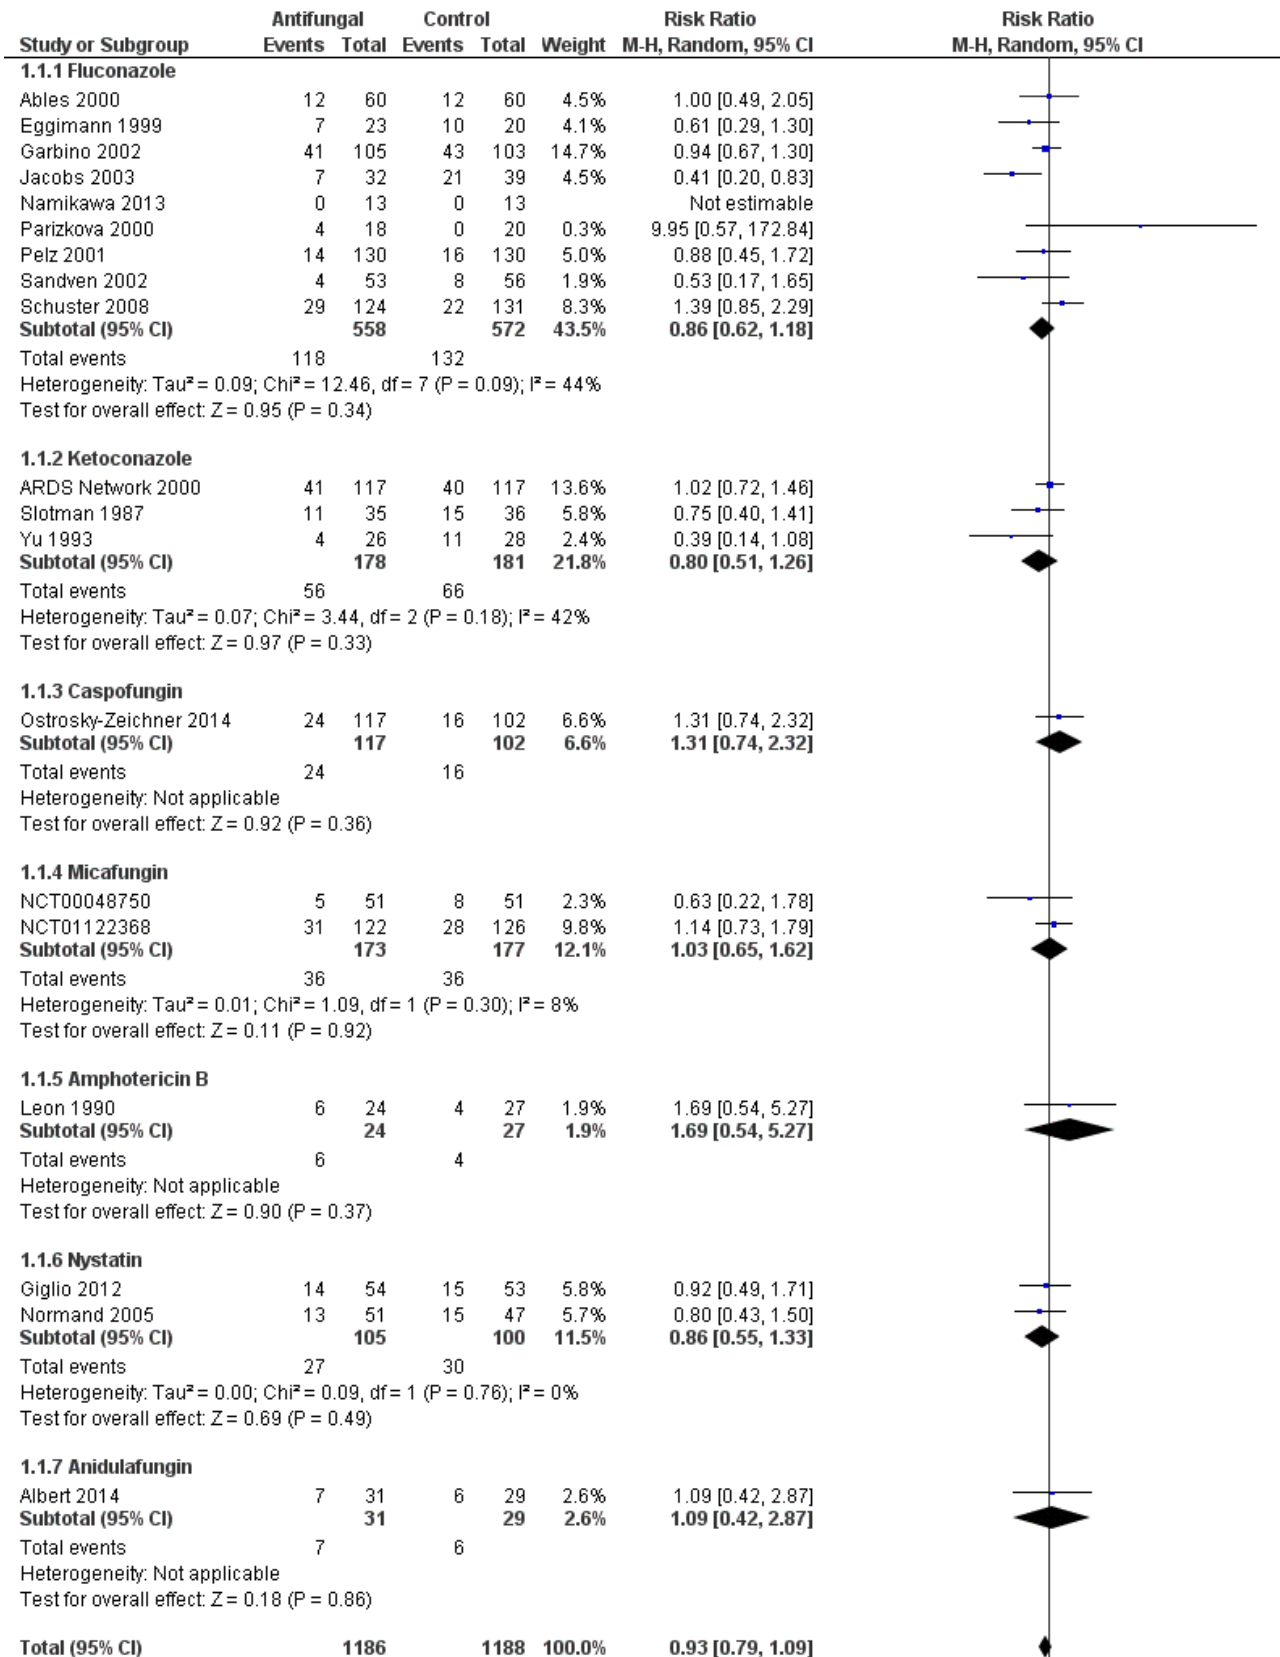 Antifungal Control Risk Ratio Risk Ratio
Study or Subgroup Events Total Events Total Weight M-H, Random, 95% CI M-H, Random, 95% CI
1.1.1 Fluconazole
Ables 2000 12 60 12 60 4.5% 1.00 [0.49, 2.05]
Eggimann 1999 7 23 10 20 4.1% 0.61 [0.29, 1.30]
Garbino 2002 41 105 43 103 14.7% 0.94 [0.67, 1.30]
Jacobs 2003 7 32 21 39 4.5% 0.41 [0.20, 0.83]
Namikawa 2013 0 13 0 13 Not estimable
Parizkova 2000 4 18 0 20 0.3% 9.95 [0.57, 172.84]
Pelz 2001 14 130 16 130 5.0% 0.88 [0.45, 1.72]
Sandven 2002 4 53 8 56 1.9% 0.53 [0.17, 1.65]
Schuster 2008 29 124 22 131 8.3% 1.39 [0.85, 2.29]
Subtotal (95% CI) 558 572 43.5% 0.86 [0.62, 1.18]
Total events 118 132
Heterogeneity: Tau² = 0.09; Chi² = 12.46, df = 7 (P = 0.09); I² = 44%
Test for overall effect: Z = 0.95 (P = 0.34)
1.1.2 Ketoconazole
ARDS Network 2000 41 117 40 117 13.6% 1.02 [0.72, 1.46]
Slotman 1987 11 35 15 36 5.8% 0.75 [0.40, 1.41]
Yu 1993 4 26 11 28 2.4% 0.39 [0.14, 1.08]
Subtotal (95% CI) 178 181 21.8% 0.80 [0.51, 1.26]
Total events 56 66
Heterogeneity: Tau² = 0.07; Chi² = 3.44, df = 2 (P = 0.18); I² = 42%
Test for overall effect: Z = 0.97 (P = 0.33)
1.1.3 Caspofungin
Ostrosky-Zeichner 2014 24 117 16 102 6.6% 1.31 [0.74, 2.32]
Subtotal (95% CI) 117 102 6.6% 1.31 [0.74, 2.32]
Total events 24 16
Heterogeneity: Not applicable
Test for overall effect: Z = 0.92 (P = 0.36)
1.1.4 Micafungin
NCT00048750 5 51 8 51 2.3% 0.63 [0.22, 1.78]
NCT01122368 31 122 28 126 9.8% 1.14 [0.73, 1.79]
Subtotal (95% CI) 173 177 12.1% 1.03 [0.65, 1.62]
Total events 36 36
Heterogeneity: Tau² = 0.01; Chi² = 1.09, df = 1 (P = 0.30); I² = 8%
Test for overall effect: Z = 0.11 (P = 0.92)
1.1.5 Amphotericin B
Leon 1990 6 24 4 27 1.9% 1.69 [0.54, 5.27]
Subtotal (95% CI) 24 27 1.9% 1.69 [0.54, 5.27]
Total events 6 4
Heterogeneity: Not applicable
Test for overall effect: Z = 0.90 (P = 0.37)
1.1.6 Nystatin
Giglio 2012 14 54 15 53 5.8% 0.92 [0.49, 1.71]
Normand 2005 13 51 15 47 5.7% 0.80 [0.43, 1.50]
Subtotal (95% CI) 105 100 11.5% 0.86 [0.55, 1.33]
Total events 27 30
Heterogeneity: Tau² = 0.00; Chi² = 0.09, df = 1 (P = 0.76); I² = 0%
Test for overall effect: Z = 0.69 (P = 0.49)
1.1.7 Anidulafungin
Albert 2014 7 31 6 29 2.6% 1.09 [0.42, 2.87]
Subtotal (95% CI) 31 29 2.6% 1.09 [0.42, 2.87]
Total events 7 6
Heterogeneity: Not applicable
Test for overall effect: Z = 0.18 (P = 0.86)
Total (95% CI) 1186 1188 100.0% 0.93 [0.79, 1.09]